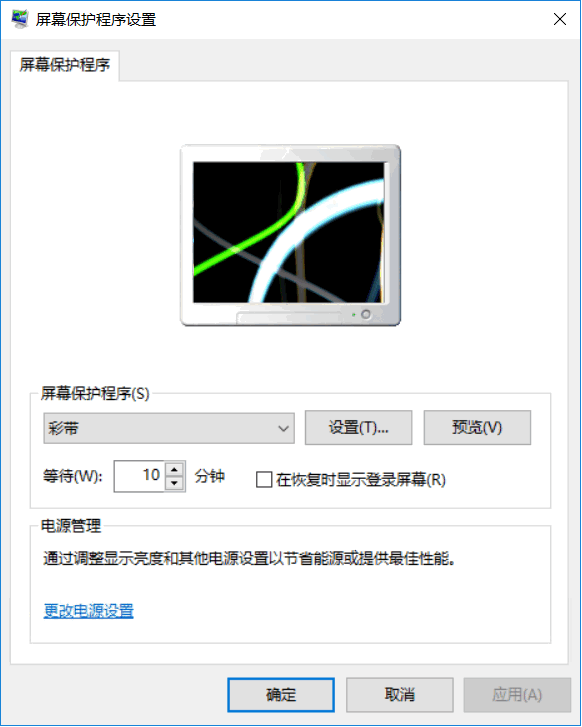 屏幕保护程序设置
屏幕保护程序
屏幕保护程序(S)
彩带
设置(T)...
预览(V)
等待(W):
10
分钟
在恢复时显示登录屏幕(R)
电源管理
通过调整显示亮度和其他电源设置以节省能源或提供最佳性能。
更改电源设置
确定
取消
应用(A)